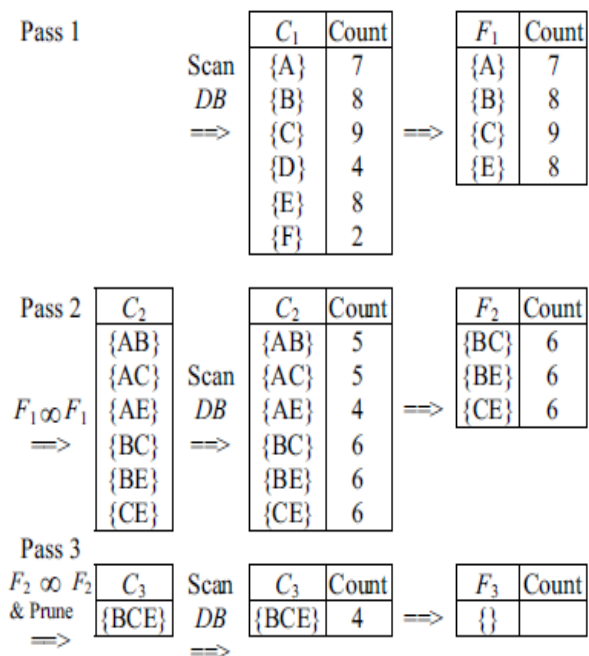 Pass 1 C1 Count F1 Count
Scan {A} 7 {A} 7
DB {B} 8 {B} 8
==> {C} 9 ==> {C} 9
{D} 4 {E} 8
{E} 8
{F} 2
Pass 2 C2 C2 Count F2 Count
{AB} {AB} 5 {BC} 6
{AC} Scan {AC} 5 {BE} 6
F1 ∞ F1 {AE} DB {AE} 4 ==> {CE} 6
==> {BC} ==> {BC} 6
{BE} {BE} 6
{CE} {CE} 6
Pass 3
F2 ∞ F2 C3 Scan C3 Count F3 Count
& Prune {BCE} DB {BCE} 4 ==> {}
==> ==>